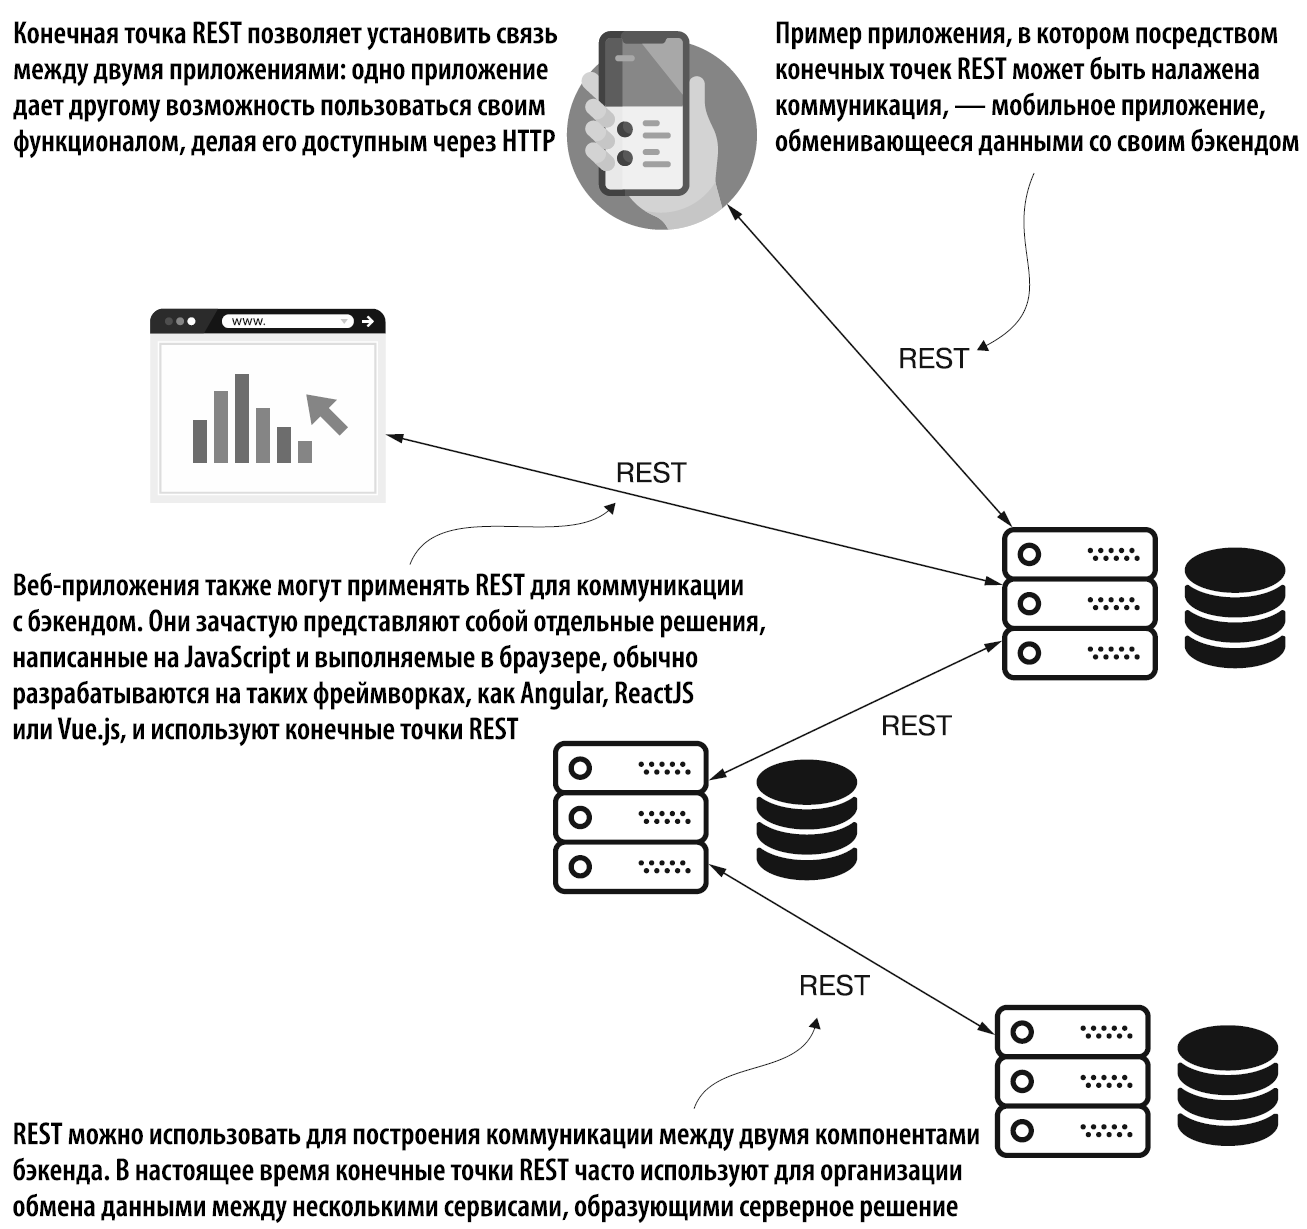 Конечная точка REST позволяет установить связь
между двумя приложениями: одно приложение
дает другому возможность пользоваться своим
функционалом, делая его доступным через HTTP
Пример приложения, в котором посредством
конечных точек REST может быть налажена
коммуникация, — мобильное приложение,
обменивающееся данными со своим бэкендом
www.
REST
REST
Веб-приложения также могут применять REST для коммуникации
с бэкендом. Они зачастую представляют собой отдельные решения,
написанные на JavaScript и выполняемые в браузере, обычно
разрабатываются на таких фреймворках, как Angular, ReactJS
или Vue.js, и используют конечные точки REST
REST
REST
REST можно использовать для построения коммуникации между двумя компонентами
бэкенда. В настоящее время конечные точки REST часто используют для организации
обмена данными между несколькими сервисами, образующими серверное решение